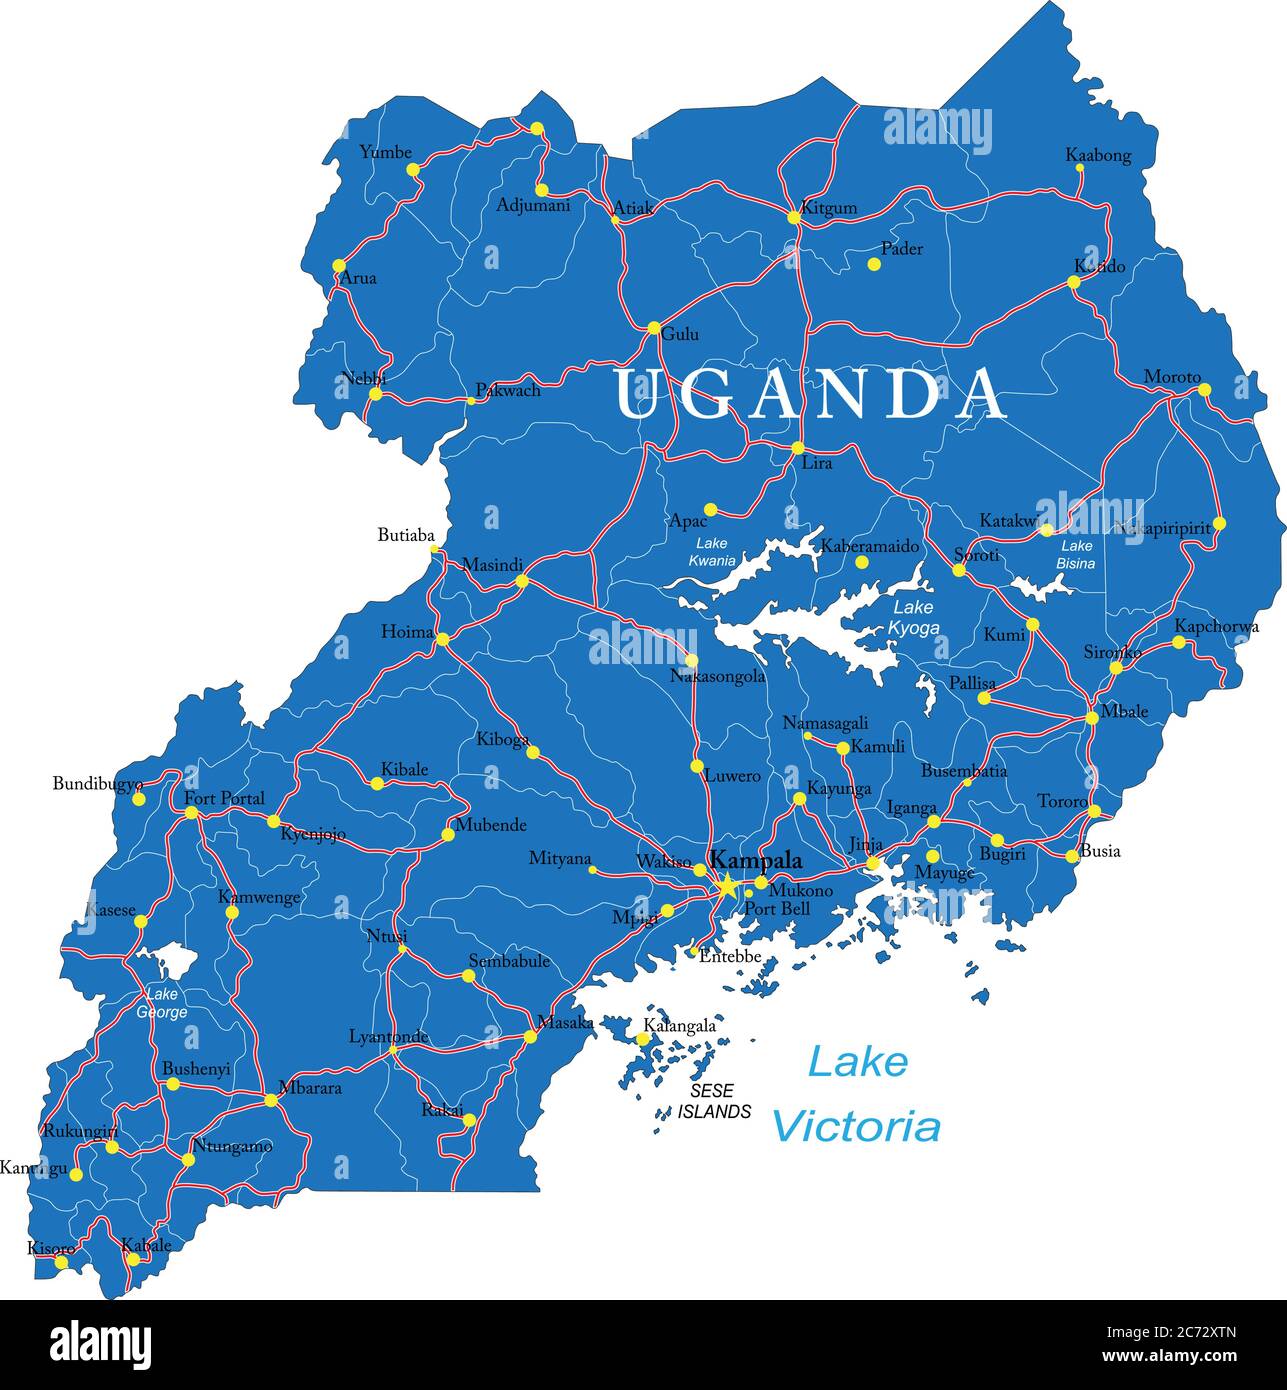 Yumbe
Adjumani
Atiak
Kitgum
Kaabong
Arua
Pader
Kotido
Gulu
Nebbi
Pakwach
UGANDA
Moroto
Lira
Apac
Katakwi
Nakapiripirit
Butiaba
Lake
Kwania
Kaberamaido
Soroti
Lake
Bisina
Masindi
Lake
Kyoga
Hoima
Kumi
Kapchorwa
Sironko
Nakasongola
Pallisa
Mbale
Namasagali
Kamuli
Kiboga
Kibale
Luwero
Busembatia
Bundibugyo
Fort Portal
Kayunga
Iganga
Tororo
Kyenjojo
Mubende
Jinja
Bugiri
Busia
Mityana
Wakiso
Kampala
Mayuge
Mukono
Kamwenge
Kasese
Mpigi
Port Bell
Ntusi
Entebbe
Sembabule
Lake
George
Masaka
Kalangala
Lyantonde
Lake
Victoria
Bushenyi
Mbarara
SESE
ISLANDS
Rakai
Rukungiri
Ntungamo
Kanungu
Kisoro
Kabale
alamy
a
alamy
Image ID: 2C72XTN
www.alamy.com